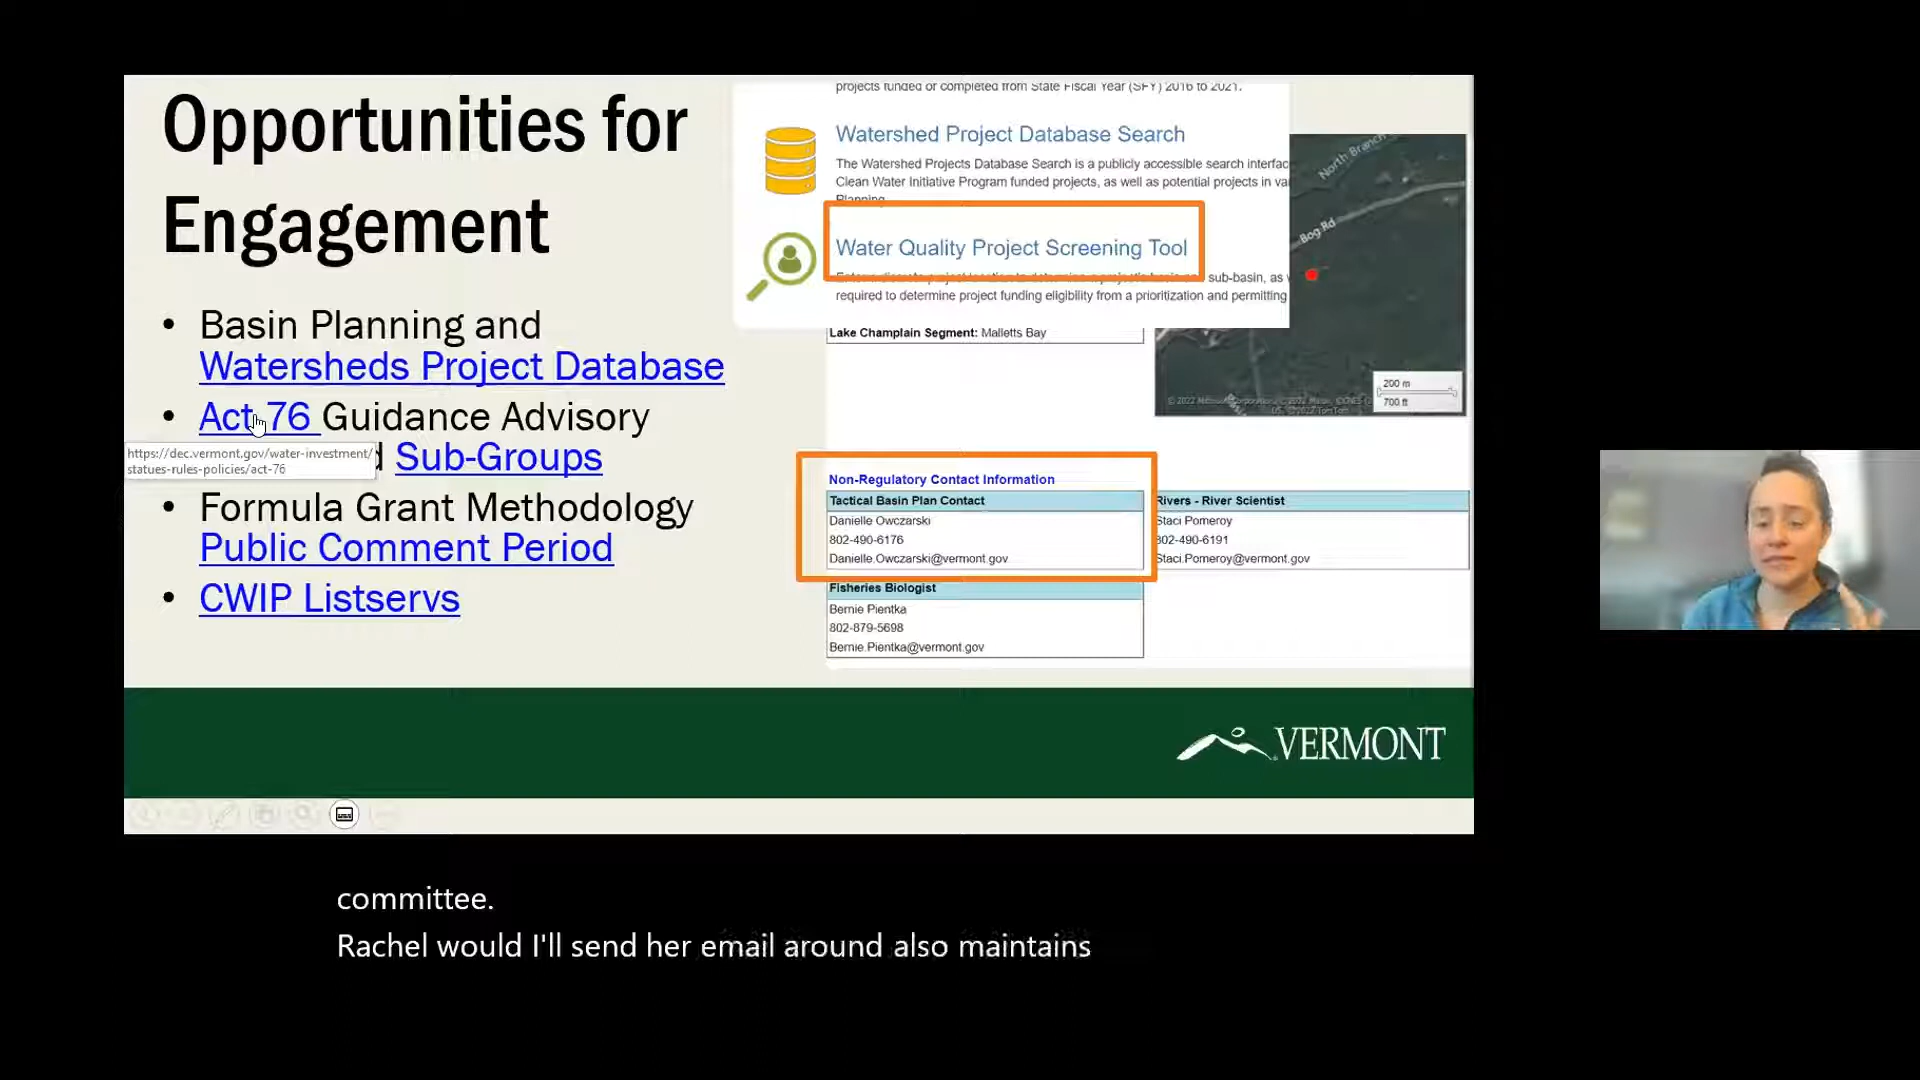 Opportunities for
Engagement
• Basin Planning and
Watersheds Project Database
• Act 76 Guidance Advisory
https://dec.vermont.gov/water-investment/
statues-rules-policies/act-76
Sub-Groups
• Formula Grant Methodology
Public Comment Period
• CWIP Listservs
projects funded or completed from State Fiscal Year (SFY) 2016 to 2021.
Watershed Project Database Search
The Watershed Projects Database Search is a publicly accessible search interfac
Clean Water Initiative Program funded projects, as well as potential projects in va
Planning.
Water Quality Project Screening Tool
sub-basin, as
required to determine project funding eligibility from a prioritization and permitting
Lake Champlain Segment: Malletts Bay
North Branch
Bog Rd
200 m
700 ft
Non-Regulatory Contact Information
Tactical Basin Plan Contact
Danielle Owczarski
802-490-6176
Danielle.Owczarski@vermont.gov
Rivers - River Scientist
Staci Pomeroy
802-490-6191
Staci.Pomeroy@vermont.gov
Fisheries Biologist
Bernie Pientka
802-879-5698
Bernie.Pientka@vermont.gov
VERMONT
committee.
Rachel would I'll send her email around also maintains